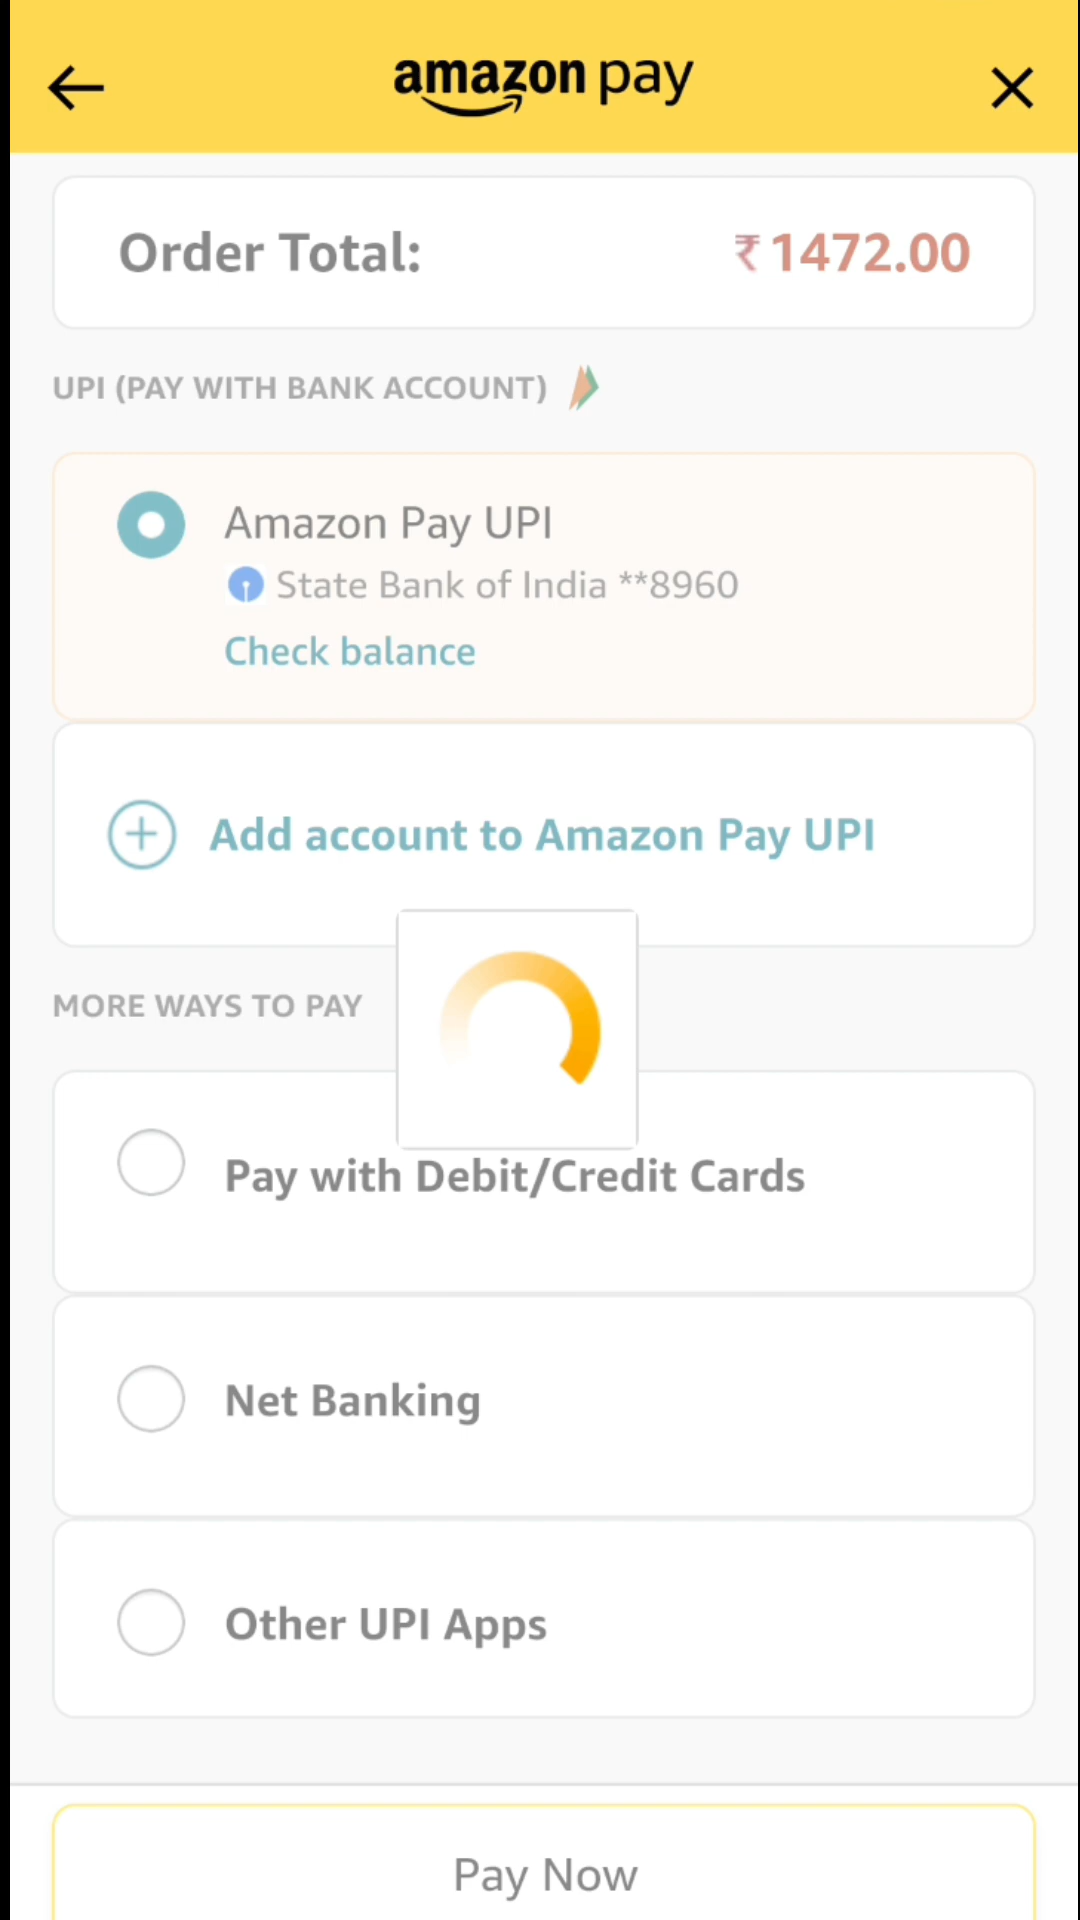 amazon pay
Order Total: ₹1472.00
UPI (PAY WITH BANK ACCOUNT)
Amazon Pay UPI
State Bank of India **8960
Check balance
Add account to Amazon Pay UPI
MORE WAYS TO PAY
Pay with Debit/Credit Cards
Net Banking
Other UPI Apps
Pay Now